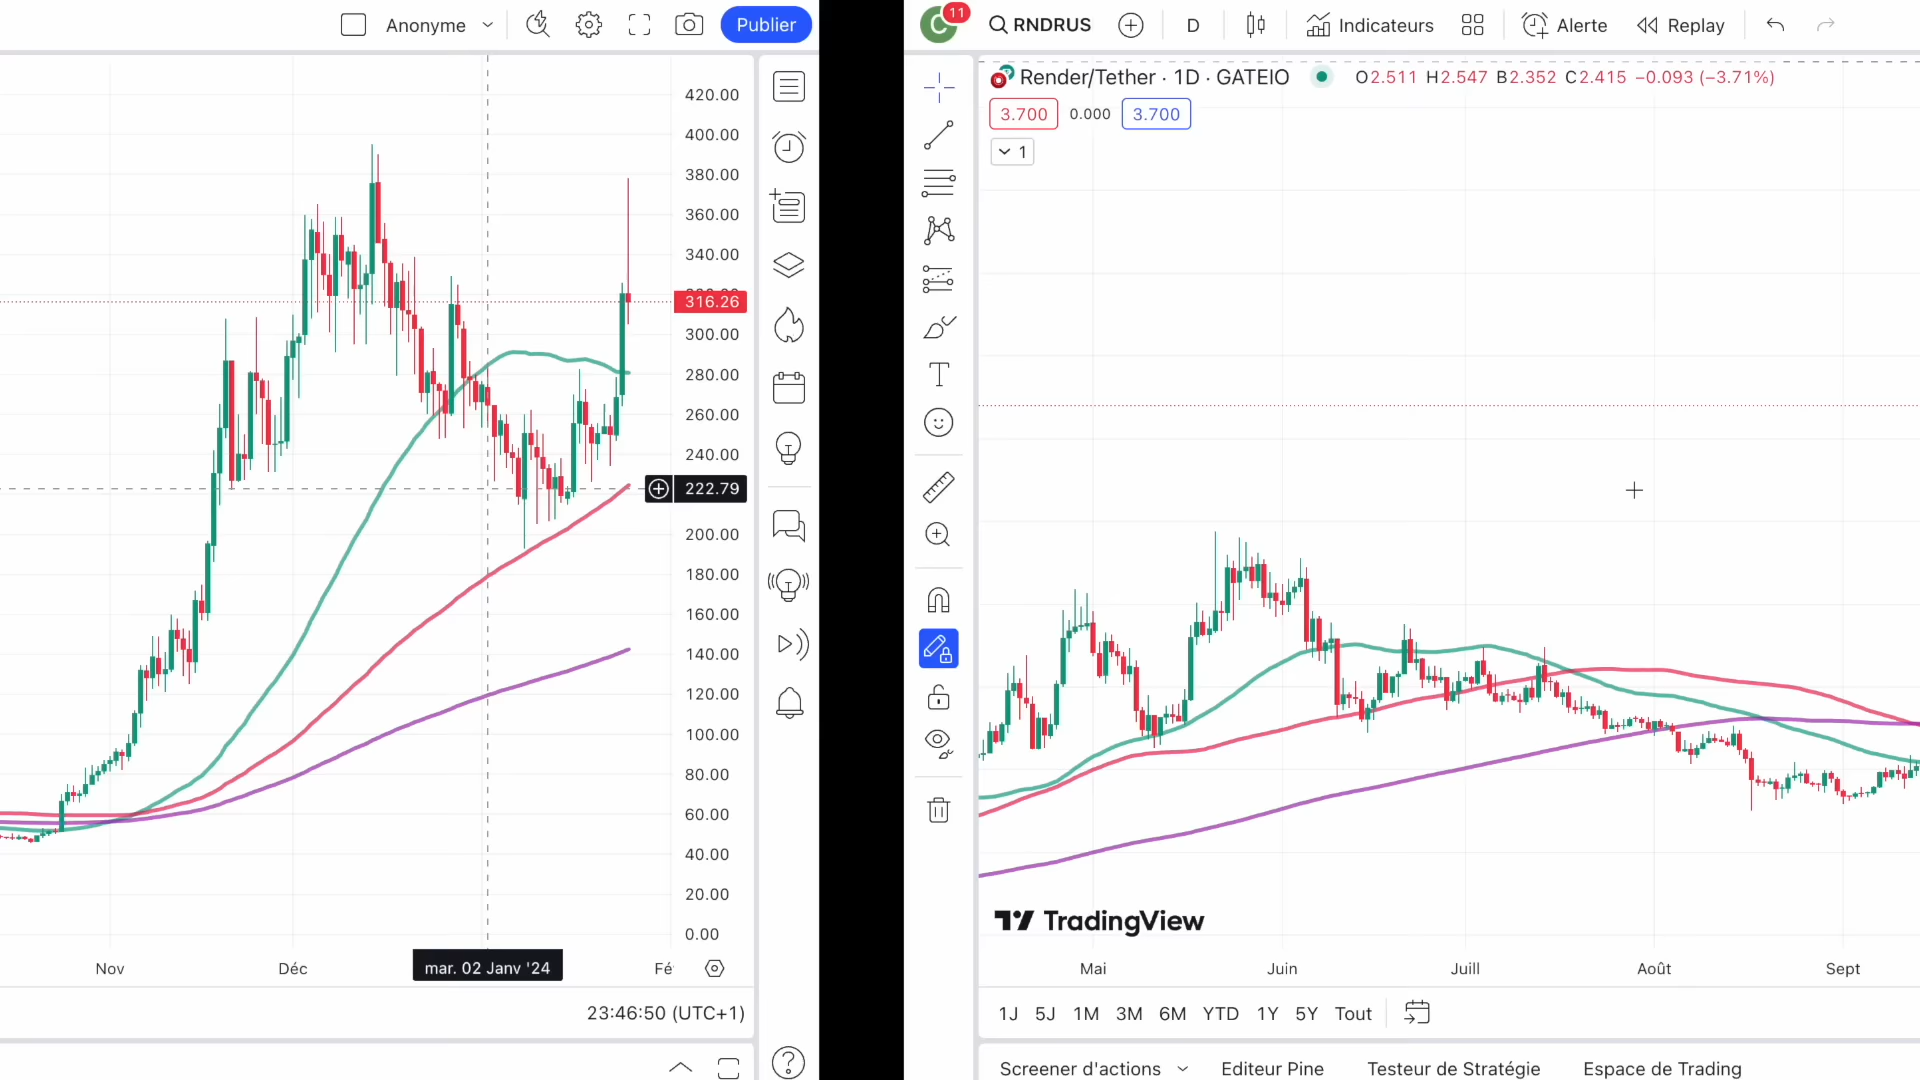 Anonyme
Publier
420.00
400.00
380.00
360.00
340.00
316.26
300.00
280.00
260.00
240.00
222.79
200.00
180.00
160.00
140.00
120.00
100.00
80.00
60.00
40.00
20.00
0.00
Nov
Déc
mar. 02 Janv '24
23:46:50 (UTC+1)
C
11
RNDRUS
D
Indicateurs
Alerte
Replay
Render/Tether · 1D · GATEIO
O2.511 H2.547 B2.352 C2.415 −0.093 (−3.71%)
3.700
0.000
3.700
1
TradingView
Mai
Juin
Juill
Août
Sept
1J 5J 1M 3M 6M YTD 1Y 5Y Tout
Screener d'actions
Editeur Pine
Testeur de Stratégie
Espace de Trading